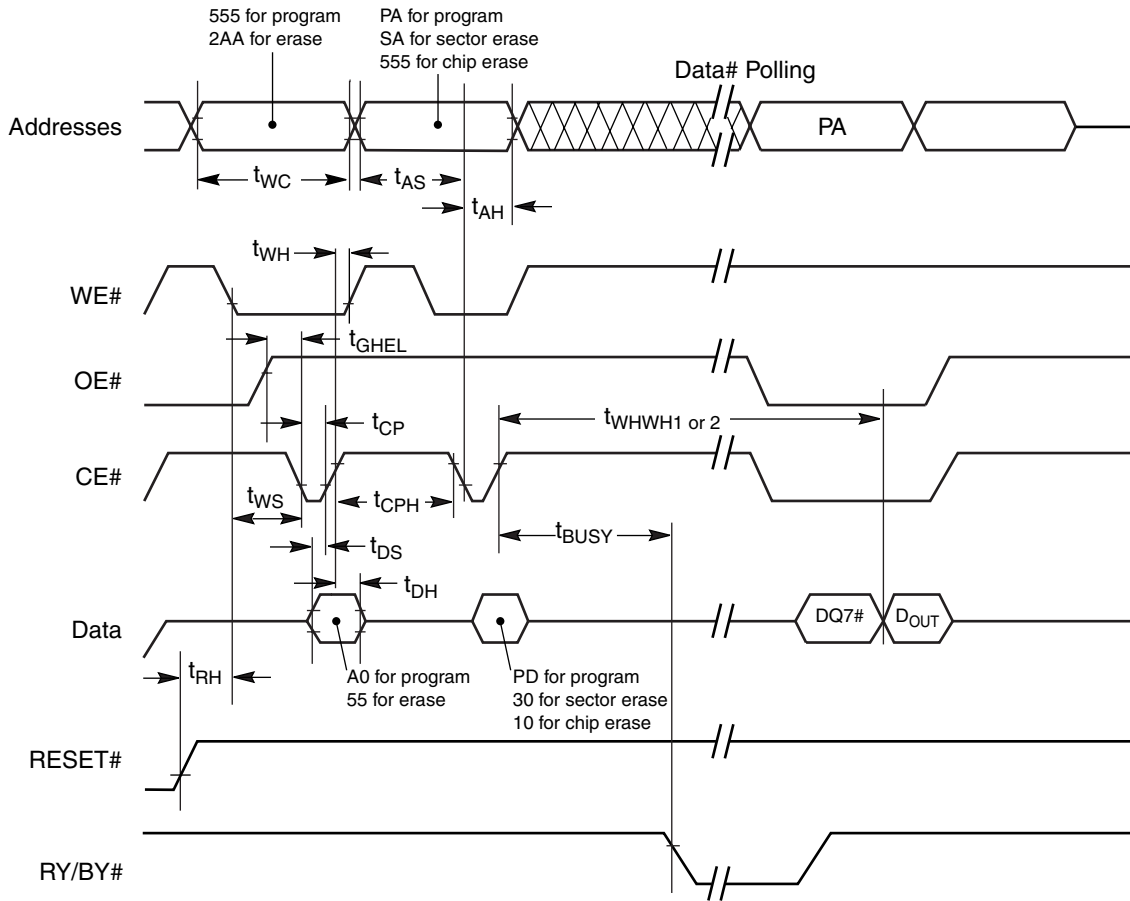 555 for program
2AA for erase
PA for program
SA for sector erase
555 for chip erase
Data# Polling
Addresses
PA
tWC
tAS
tAH
tWH
WE#
tGHEL
OE#
tWHWH1 or 2
tCP
CE#
tWS
tCPH
tBUSY
tDS
tDH
Data
DQ7#
DOUT
tRH
A0 for program
55 for erase
PD for program
30 for sector erase
10 for chip erase
RESET#
RY/BY#